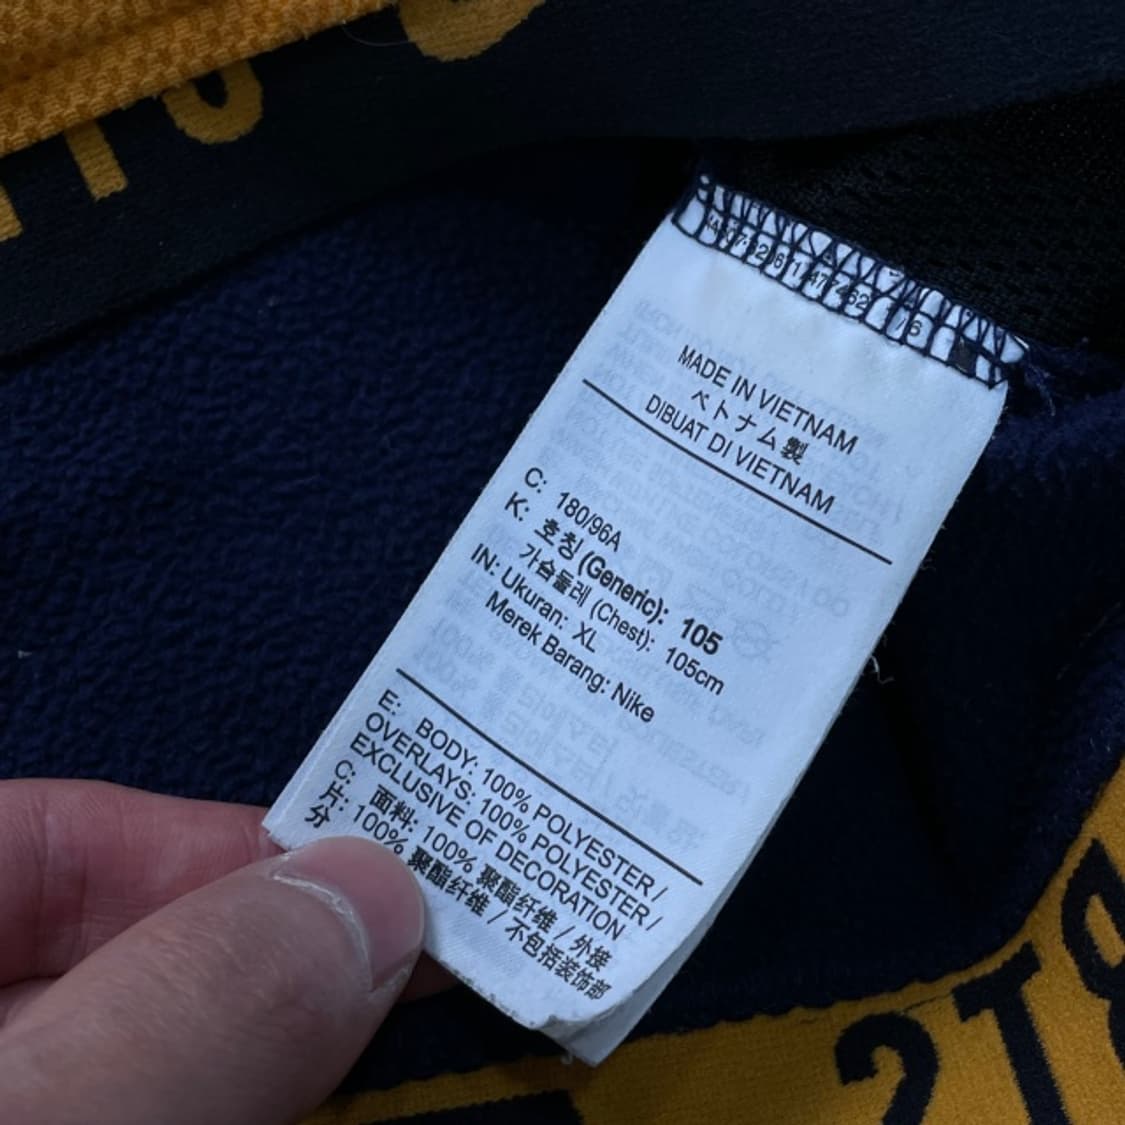 MADE IN VIETNAM
ベトナム製
DIBUAT DI VIETNAM
C: 180/96A
K: 호칭 (Generic): 105
가슴둘레 (Chest): 105cm
IN: Ukuran: XL
Merek Barang: Nike
E: BODY: 100% POLYESTER /
OVERLAYS: 100% POLYESTER /
EXCLUSIVE OF DECORATION
C: 面料: 100% 聚酯纤维 / 外接
片: 100% 聚酯纤维 / 不包括装饰部
分